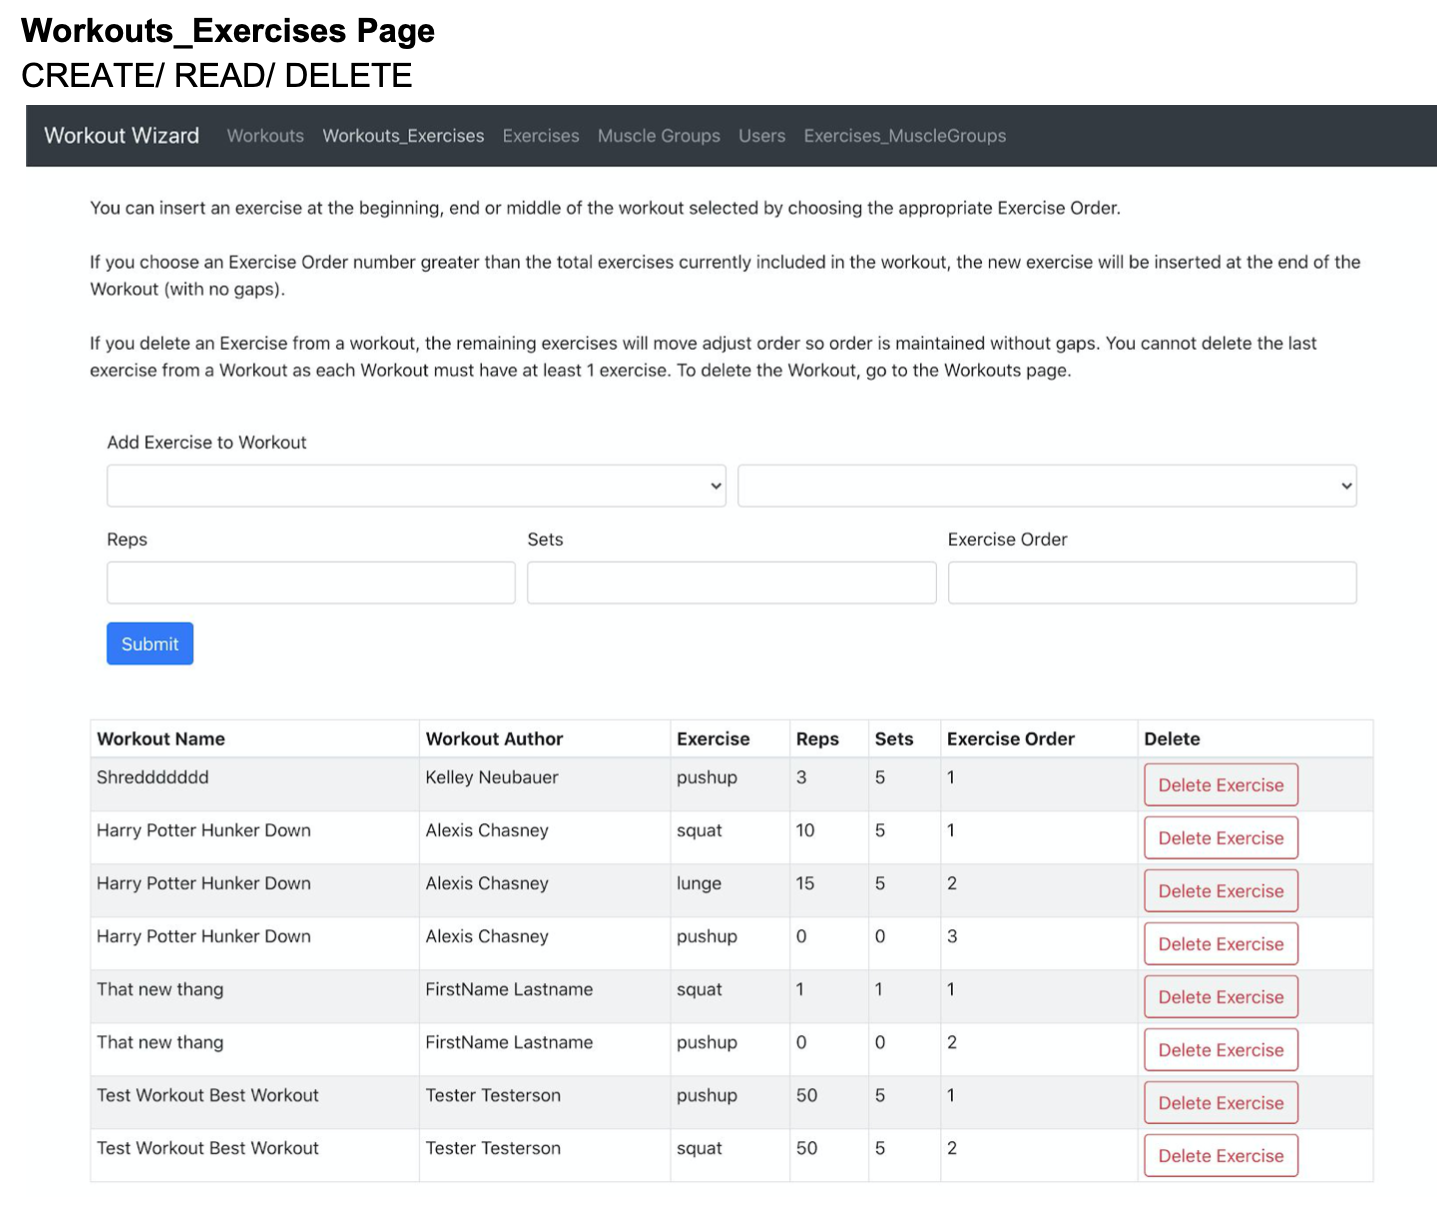 Workouts_Exercises Page
CREATE/ READ/ DELETE
Workout Wizard Workouts Workouts_Exercises Exercises Muscle Groups Users Exercises_MuscleGroups
You can insert an exercise at the beginning, end or middle of the workout selected by choosing the appropriate Exercise Order.
If you choose an Exercise Order number greater than the total exercises currently included in the workout, the new exercise will be inserted at the end of the
Workout (with no gaps).
If you delete an Exercise from a workout, the remaining exercises will move adjust order so order is maintained without gaps. You cannot delete the last
exercise from a Workout as each Workout must have at least 1 exercise. To delete the Workout, go to the Workouts page.
Add Exercise to Workout
Reps Sets Exercise Order
Submit
Workout Name Workout Author Exercise Reps Sets Exercise Order Delete
Shreddddddd Kelley Neubauer pushup 3 5 1 Delete Exercise
Harry Potter Hunker Down Alexis Chasney squat 10 5 1 Delete Exercise
Harry Potter Hunker Down Alexis Chasney lunge 15 5 2 Delete Exercise
Harry Potter Hunker Down Alexis Chasney pushup 0 0 3 Delete Exercise
That new thang FirstName Lastname squat 1 1 1 Delete Exercise
That new thang FirstName Lastname pushup 0 0 2 Delete Exercise
Test Workout Best Workout Tester Testerson pushup 50 5 1 Delete Exercise
Test Workout Best Workout Tester Testerson squat 50 5 2 Delete Exercise